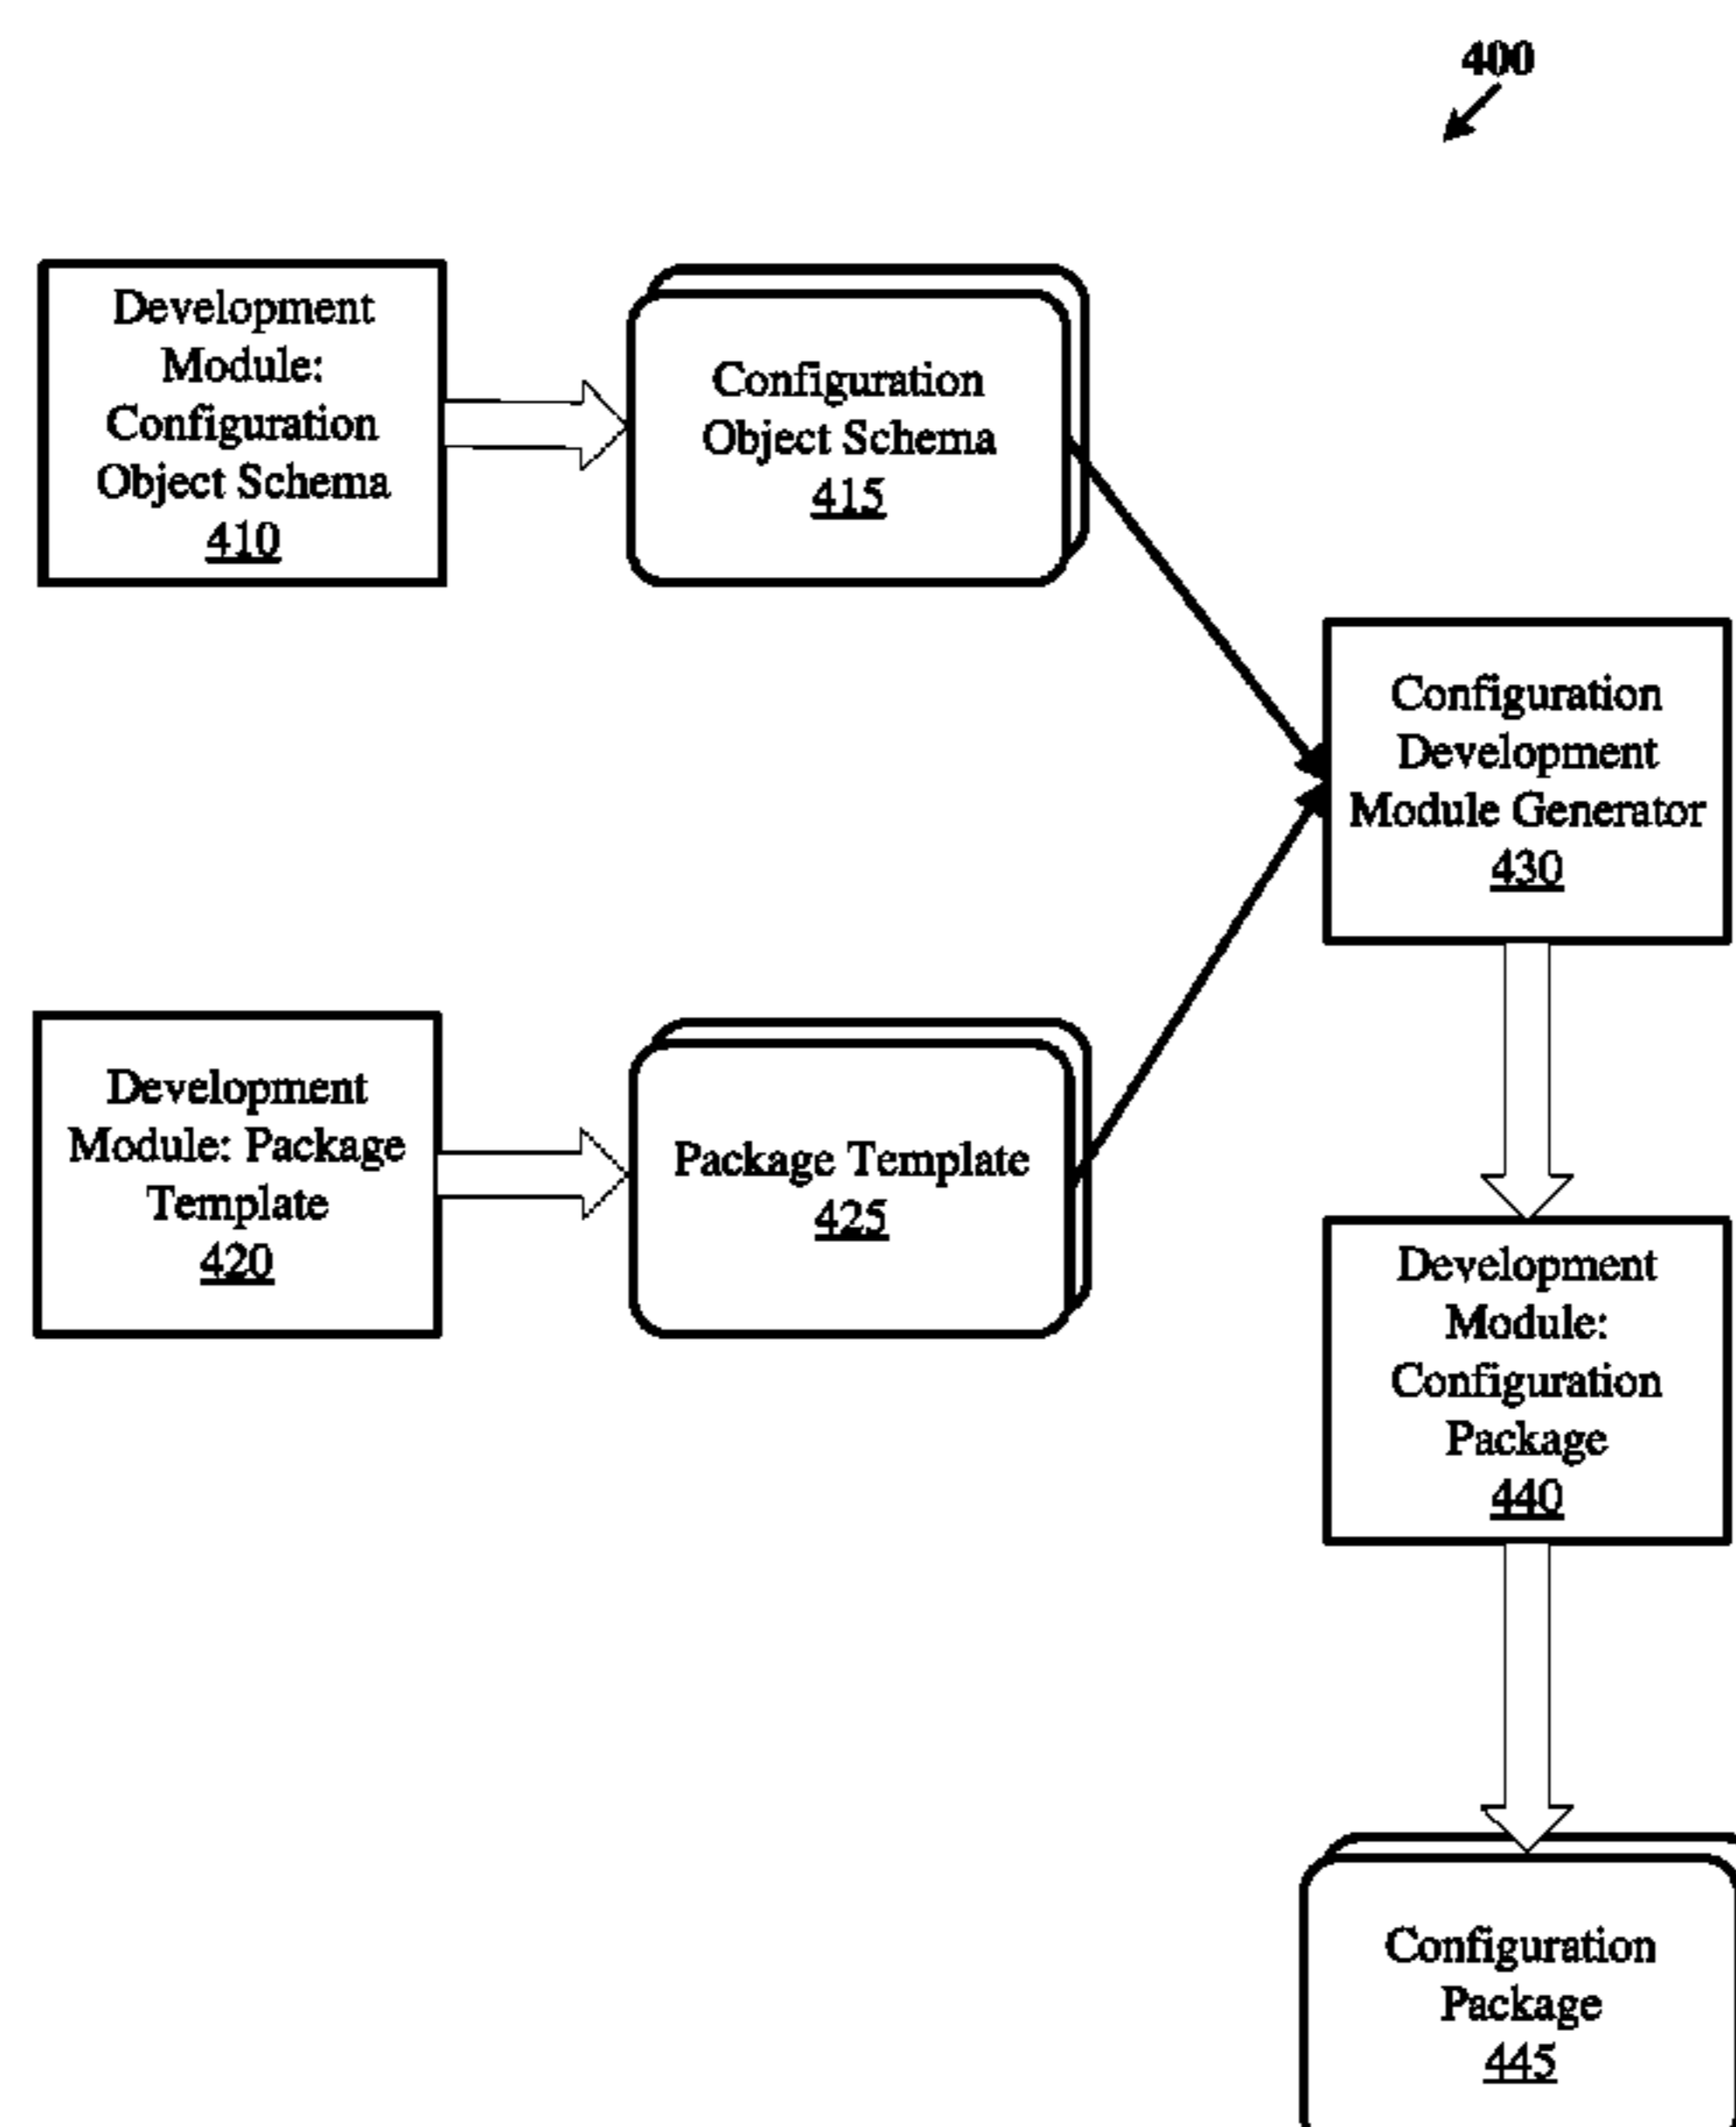 400
Development
Module:
Configuration
Object Schema
410
Configuration
Object Schema
415
Configuration
Development
Module Generator
430
Development
Module: Package
Template
420
Package Template
425
Development
Module:
Configuration
Package
440
Configuration
Package
445